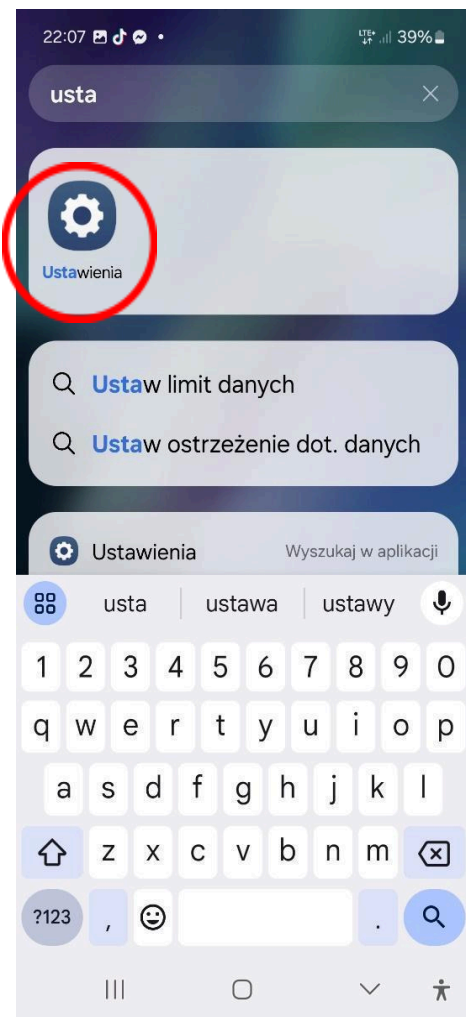 22:07 LTE+ 39%
usta
Ustawienia
Ustaw limit danych
Ustaw ostrzeżenie dot. danych
Ustawienia Wyszukaj w aplikacji
usta ustawa ustawy
1 2 3 4 5 6 7 8 9 0
q w e r t y u i o p
a s d f g h j k l
z x c v b n m
?123 , .